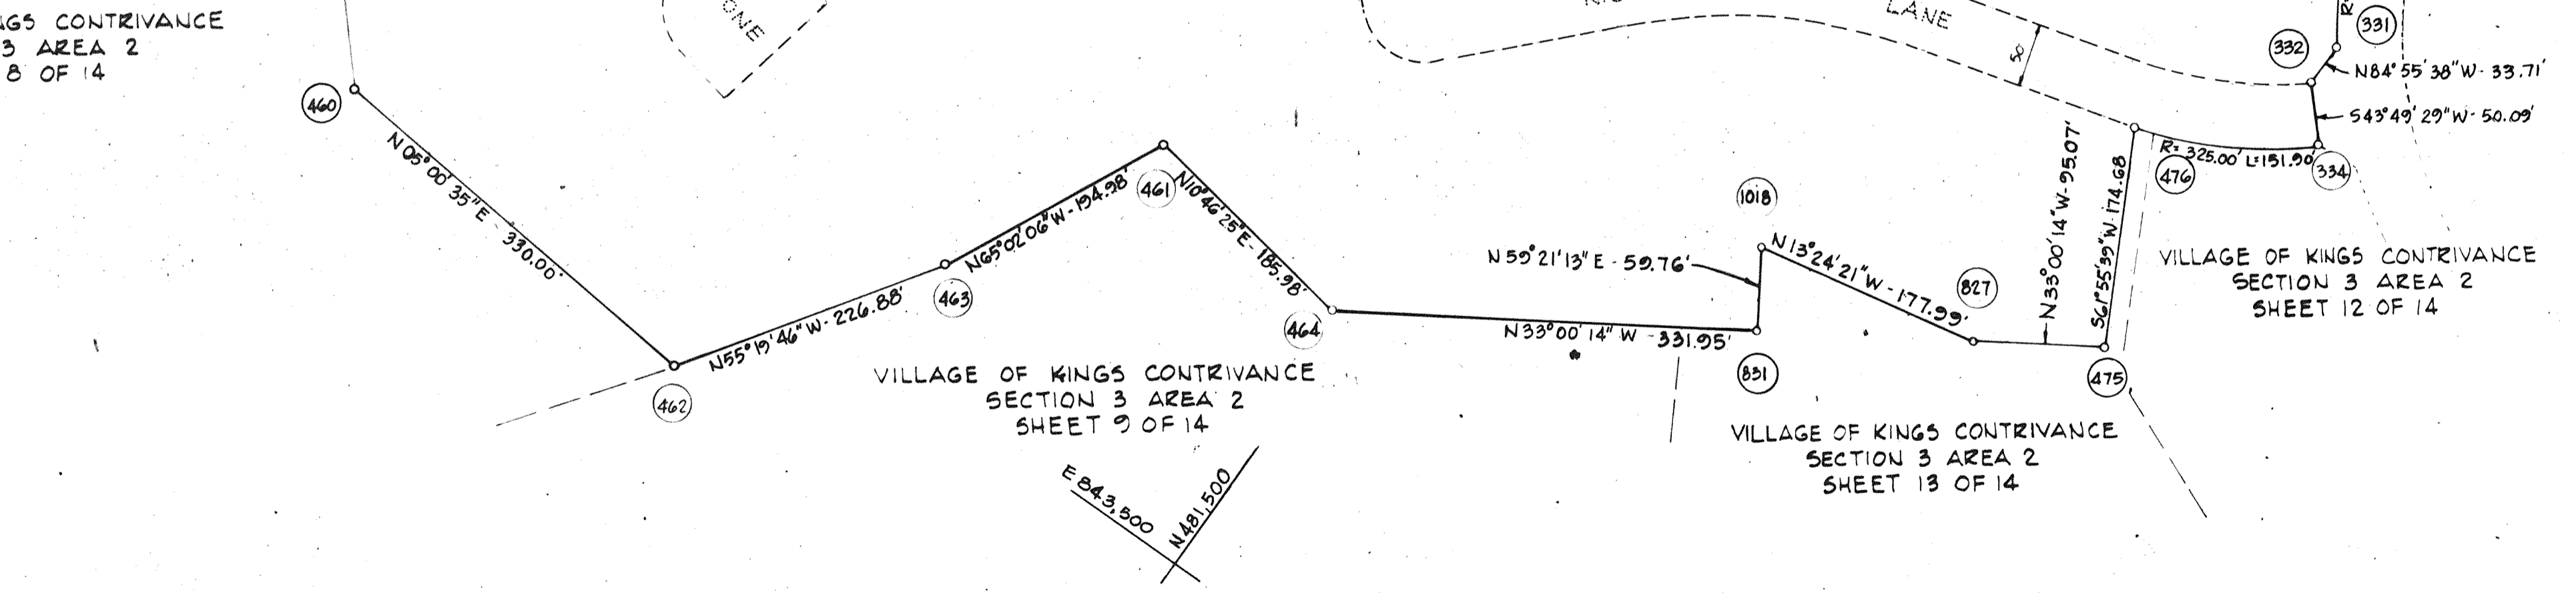 NGS CONTRIVANCE
3 AREA 2
8 OF 14
ONE
LANE
50'
331
332
N84°55'38"W - 33.71'
S43°49'29"W - 50.09'
334
R= 325.00' L=151.90'
476
460
N05°00'35"E - 330.00'
462
N55°19'46"W - 226.88'
463
N65°02'06"W - 194.98'
461
N10°46'25"E - 185.98'
464
N33°00'14"W - 331.95'
831
N59°21'13"E - 59.76'
1018
N13°24'21"W - 177.99'
827
N33°00'14"W - 95.07'
475
S61°55'39"W - 174.68
VILLAGE OF KINGS CONTRIVANCE
SECTION 3 AREA 2
SHEET 12 OF 14
VILLAGE OF KINGS CONTRIVANCE
SECTION 3 AREA 2
SHEET 9 OF 14
VILLAGE OF KINGS CONTRIVANCE
SECTION 3 AREA 2
SHEET 13 OF 14
E 843,500
N 481,500